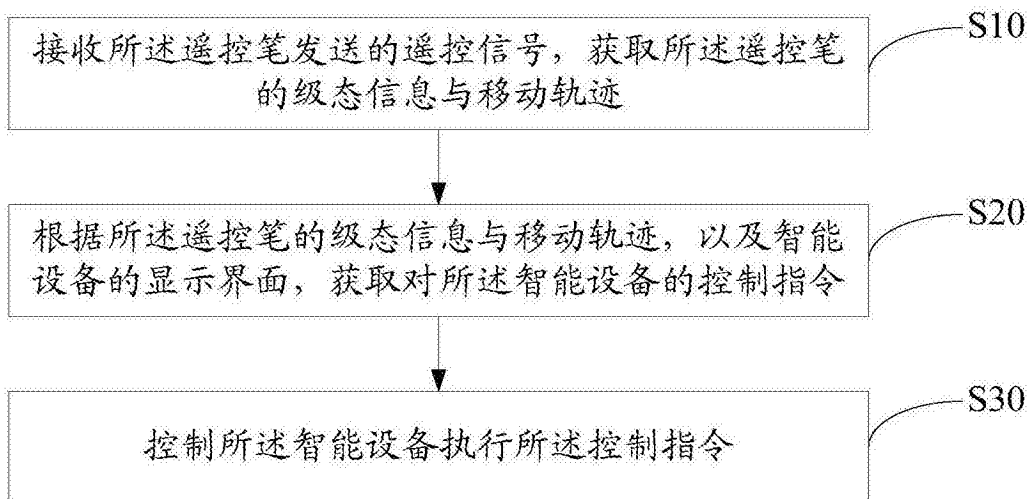 接收所述遥控笔发送的遥控信号，获取所述遥控笔
的级态信息与移动轨迹
S10
根据所述遥控笔的级态信息与移动轨迹，以及智能
设备的显示界面，获取对所述智能设备的控制指令
S20
控制所述智能设备执行所述控制指令
S30